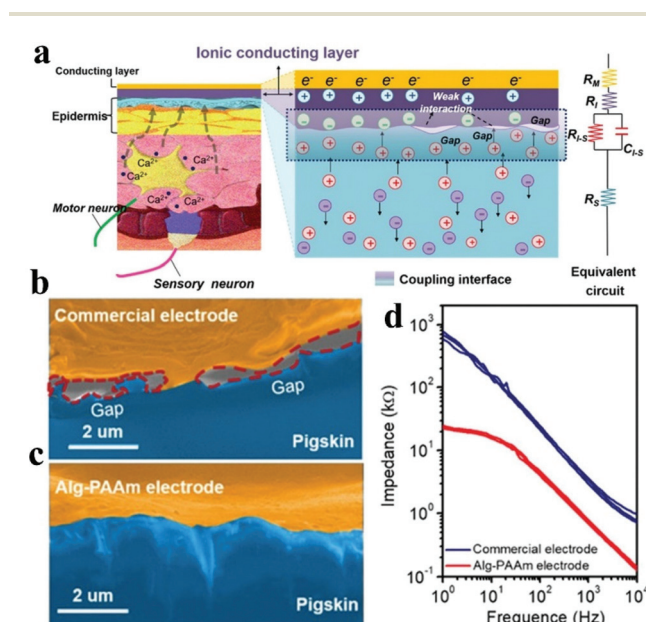 a
Ionic conducting layer
Conducting layer
Epidermis
Ca²⁺
Ca²⁺
Ca²⁺
Ca²⁺
Ca²⁺
Motor neuron
Sensory neuron
e⁻ e⁻ e⁻ e⁻ e⁻ e⁻ e⁻
Weak
interaction
Gap
Gap
Gap
Coupling interface
R_M
R_I
R_I-S
C_I-S
R_S
Equivalent
circuit
b
Commercial electrode
Gap
Gap
2 um
Pigskin
c
Alg-PAAm electrode
2 um
Pigskin
d
Impedance (kΩ)
10³
10²
10¹
10⁰
10⁻¹
Commercial electrode
Alg-PAAm electrode
10⁰ 10¹ 10² 10³ 10⁴
Frequence (Hz)